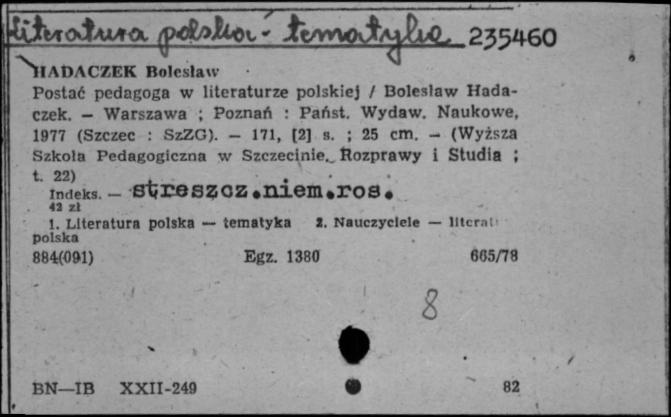 Literatura polska - tematyka 235460
HADACZEK Bolesław
Postać pedagoga w literaturze polskiej / Bolesław Hada-
czek. — Warszawa ; Poznań : Państ. Wydaw. Naukowe,
1977 (Szczec : SzZG). — 171, [2] s. ; 25 cm. — (Wyższa
Szkoła Pedagogiczna w Szczecinie. Rozprawy i Studia ;
t. 22)
Indeks. — streszcz.niem.ros.
42 zł
1. Literatura polska — tematyka 2. Nauczyciele — literat
polska
884(091) Egz. 1380 665/78
8
BN—IB XXII-249 82